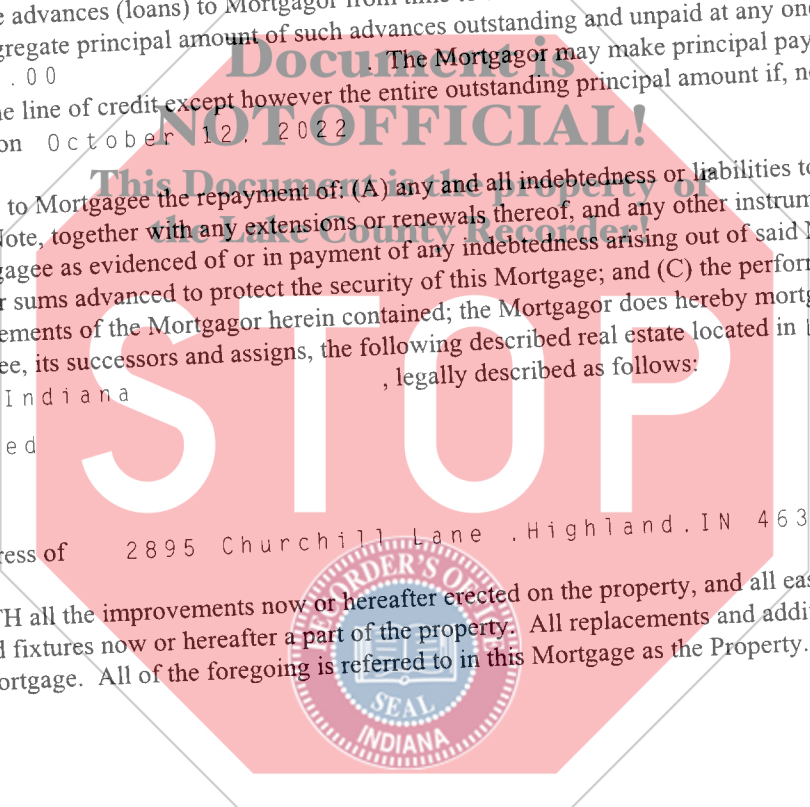 e advances (loans) to Mortgagor from time to
gregate principal amount of such advances outstanding and unpaid at any one
.00 . The Mortgagor may make principal pay
ne line of credit except however the entire outstanding principal amount if, no
on October 12, 2022
to Mortgagee the repayment of: (A) any and all indebtedness or liabilities to
Note, together with any extensions or renewals thereof, and any other instrum
gagee as evidenced of or in payment of any indebtedness arising out of said N
r sums advanced to protect the security of this Mortgage; and (C) the perform
ements of the Mortgagor herein contained; the Mortgagor does hereby mortg
ee, its successors and assigns, the following described real estate located in
Indiana , legally described as follows:
ed
ress of 2895 Churchill Lane ,Highland,IN 463
TH all the improvements now or hereafter erected on the property, and all eas
d fixtures now or hereafter a part of the property. All replacements and addi
ortgage. All of the foregoing is referred to in this Mortgage as the Property.
Document is
NOT OFFICIAL!
This Document is the property of
the Lake County Recorder!
STOP
RECORDER'S OFFICE
SEAL
INDIANA